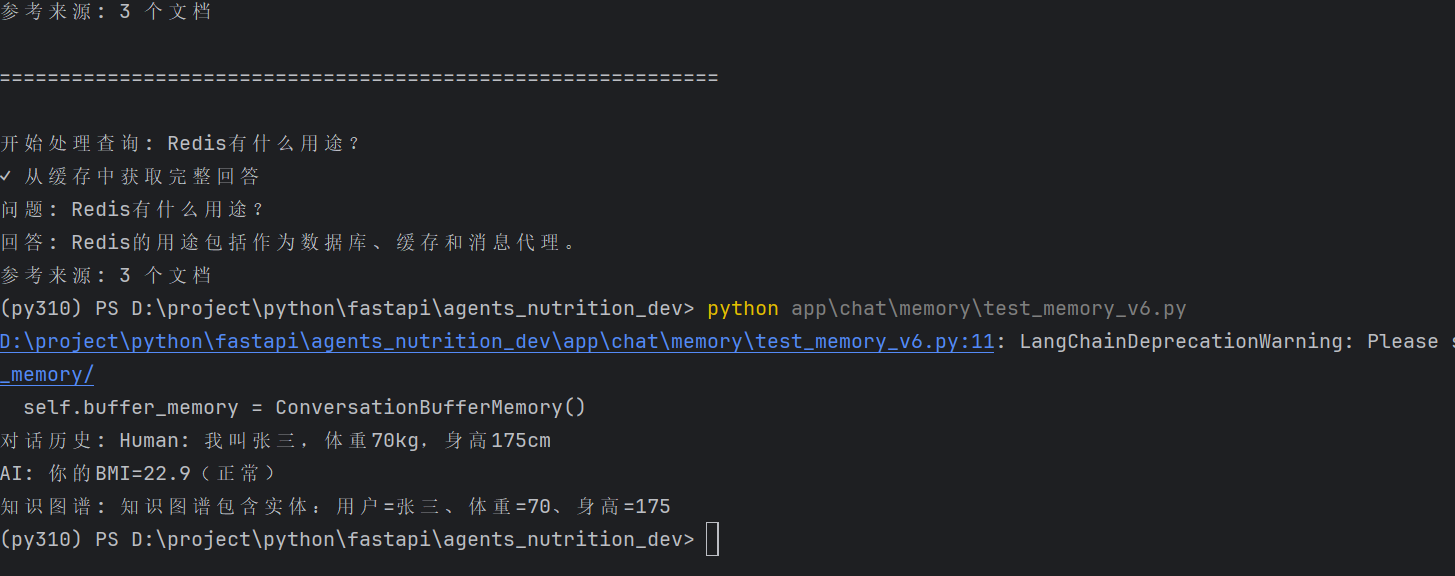 参考来源: 3 个文档
============================================================
开始处理查询: Redis有什么用途？
✓ 从缓存中获取完整回答
问题: Redis有什么用途？
回答: Redis的用途包括作为数据库、缓存和消息代理。
参考来源: 3 个文档
(py310) PS D:\project\python\fastapi\agents_nutrition_dev> python app\chat\memory\test_memory_v6.py
D:\project\python\fastapi\agents_nutrition_dev\app\chat\memory\test_memory_v6.py:11: LangChainDeprecationWarning: Please
_memory/
self.buffer_memory = ConversationBufferMemory()
对话历史: Human: 我叫张三，体重70kg，身高175cm
AI: 你的BMI=22.9（正常）
知识图谱: 知识图谱包含实体：用户=张三、体重=70、身高=175
(py310) PS D:\project\python\fastapi\agents_nutrition_dev>